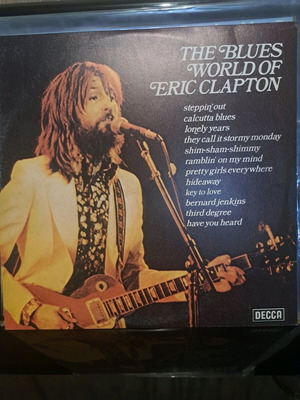 THE BLUES
WORLD OF
ERIC CLAPTON
steppin' out
calcutta blues
lonely years
they call it stormy monday
shim-sham-shimmy
ramblin' on my mind
pretty girls everywhere
hideaway
key to love
bernard jenkins
third degree
have you heard
DECCA